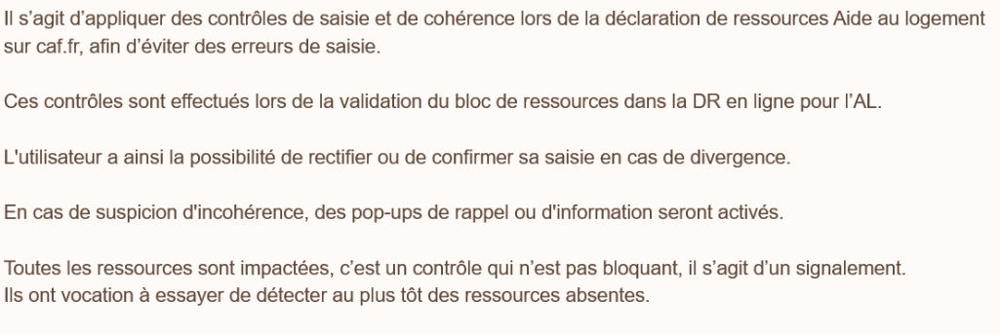 Il s’agit d’appliquer des contrôles de saisie et de cohérence lors de la déclaration de ressources Aide au logement
sur caf.fr, afin d’éviter des erreurs de saisie.
Ces contrôles sont effectués lors de la validation du bloc de ressources dans la DR en ligne pour l’AL.
L'utilisateur a ainsi la possibilité de rectifier ou de confirmer sa saisie en cas de divergence.
En cas de suspicion d'incohérence, des pop-ups de rappel ou d'information seront activés.
Toutes les ressources sont impactées, c’est un contrôle qui n’est pas bloquant, il s’agit d’un signalement.
Ils ont vocation à essayer de détecter au plus tôt des ressources absentes.